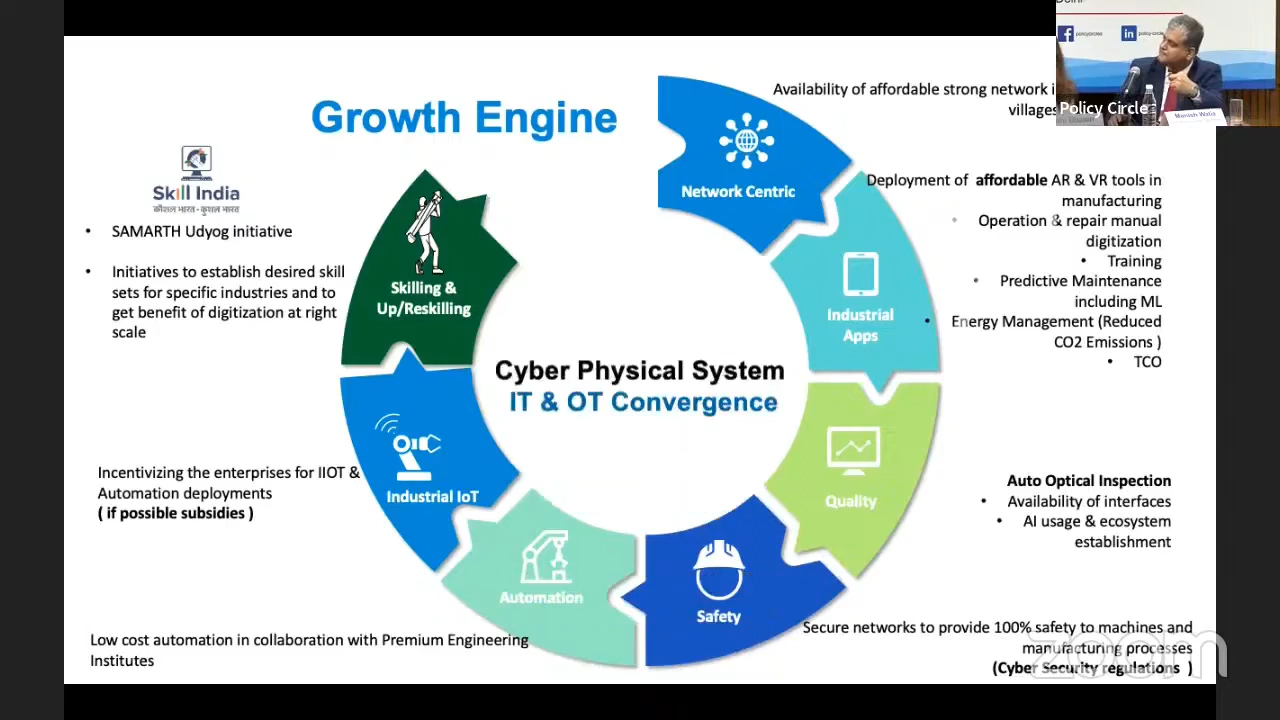 Growth Engine
Skill India
कौशल भारत - कुशल भारत
• SAMARTH Udyog initiative
• Initiatives to establish desired skill
sets for specific industries and to
get benefit of digitization at right
scale
Incentivizing the enterprises for IIOT &
Automation deployments
( if possible subsidies )
Low cost automation in collaboration with Premium Engineering
Institutes
Skilling &
Up/Reskilling
Industrial IoT
Automation
Safety
Quality
Industrial
Apps
Network Centric
Cyber Physical System
IT & OT Convergence
Availability of affordable strong network
villages
Deployment of affordable AR & VR tools in
manufacturing
• Operation & repair manual
digitization
• Training
• Predictive Maintenance
including ML
• Energy Management (Reduced
CO2 Emissions )
• TCO
Auto Optical Inspection
• Availability of interfaces
• AI usage & ecosystem
establishment
Secure networks to provide 100% safety to machines and
manufacturing processes
(Cyber Security regulations )
zoom
Policy Circle
Manish Walia